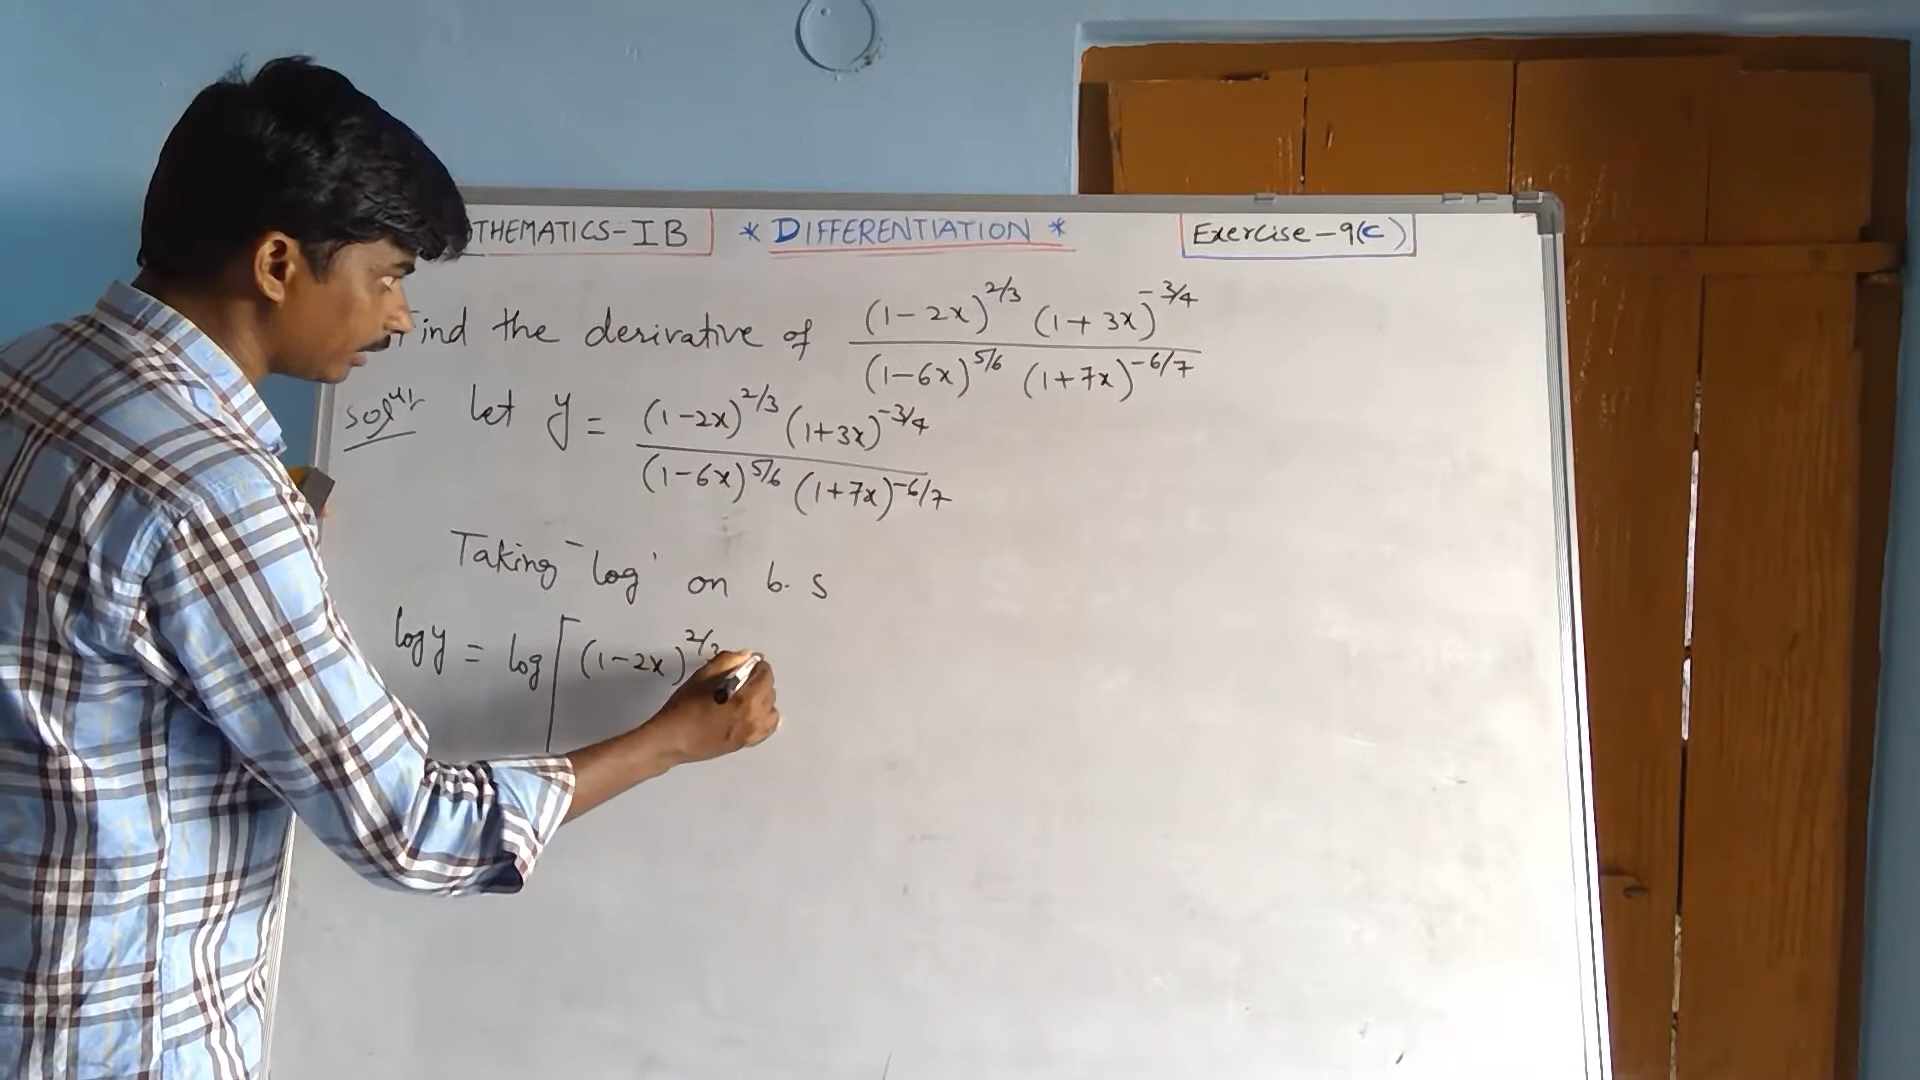 THEMATICS-IB * DIFFERENTIATION * Exercise-9(c)
Find the derivative of (1-2x)^2/3 (1+3x)^-3/4 / (1-6x)^5/6 (1+7x)^-6/7
let y = (1-2x)^2/3 (1+3x)^-3/4 / (1-6x)^5/6 (1+7x)^-6/7
Taking 'log' on b.s
log y = log [ (1-2x)^2/3